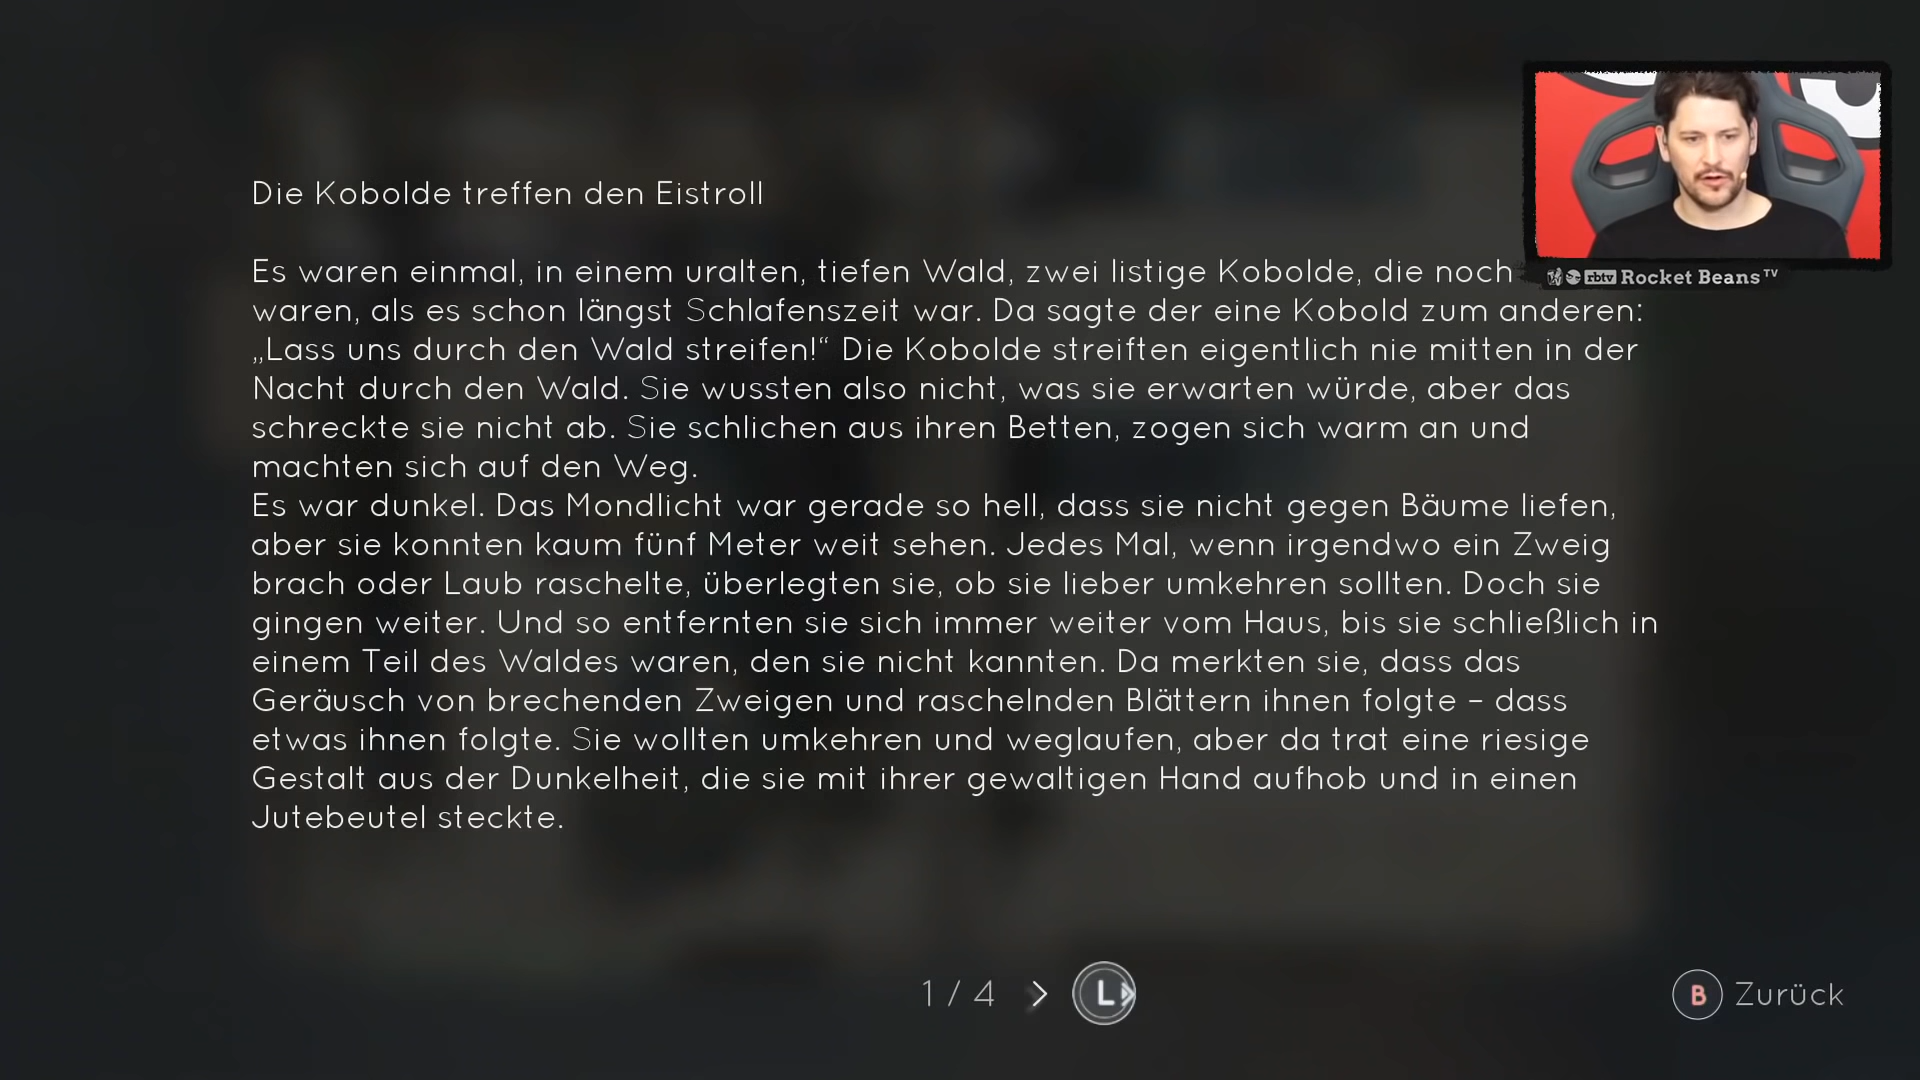 Die Kobolde treffen den Eistroll
Es waren einmal, in einem uralten, tiefen Wald, zwei listige Kobolde, die noch
waren, als es schon längst Schlafenszeit war. Da sagte der eine Kobold zum anderen:
„Lass uns durch den Wald streifen!“ Die Kobolde streiften eigentlich nie mitten in der
Nacht durch den Wald. Sie wussten also nicht, was sie erwarten würde, aber das
schreckte sie nicht ab. Sie schlichen aus ihren Betten, zogen sich warm an und
machten sich auf den Weg.
Es war dunkel. Das Mondlicht war gerade so hell, dass sie nicht gegen Bäume liefen,
aber sie konnten kaum fünf Meter weit sehen. Jedes Mal, wenn irgendwo ein Zweig
brach oder Laub raschelte, überlegten sie, ob sie lieber umkehren sollten. Doch sie
gingen weiter. Und so entfernten sie sich immer weiter vom Haus, bis sie schließlich in
einem Teil des Waldes waren, den sie nicht kannten. Da merkten sie, dass das
Geräusch von brechenden Zweigen und raschelnden Blättern ihnen folgte – dass
etwas ihnen folgte. Sie wollten umkehren und weglaufen, aber da trat eine riesige
Gestalt aus der Dunkelheit, die sie mit ihrer gewaltigen Hand aufhob und in einen
Jutebeutel steckte.
rbtv Rocket Beans TV
1 / 4 > L
B Zurück